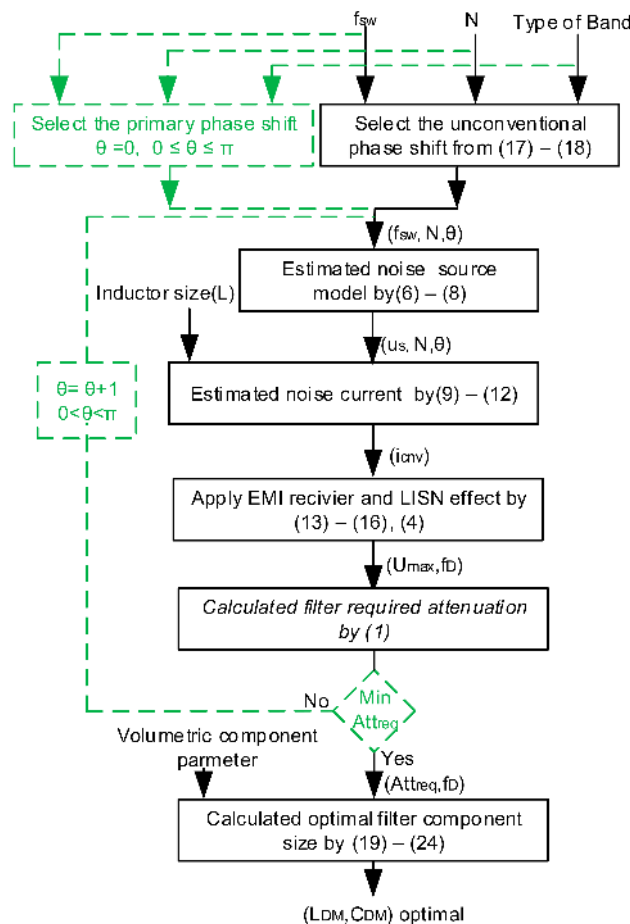 fsw N Type of Band
Select the primary phase shift
θ =0, 0 ≤ θ ≤ π
Select the unconventional
phase shift from (17) – (18)
(fsw, N,θ)
Estimated noise source
model by(6) – (8)
Inductor size(L)
(us, N,θ)
θ= θ+1
0<θ<π
Estimated noise current by(9) – (12)
(icnv)
Apply EMI recivier and LISN effect by
(13) – (16), (4)
(Umax,fD)
Calculated filter required attenuation
by (1)
No
Min
Attreq
Volumetric component
parmeter
Yes
(Attreq,fD)
Calculated optimal filter component
size by (19) – (24)
(LDM,CDM) optimal